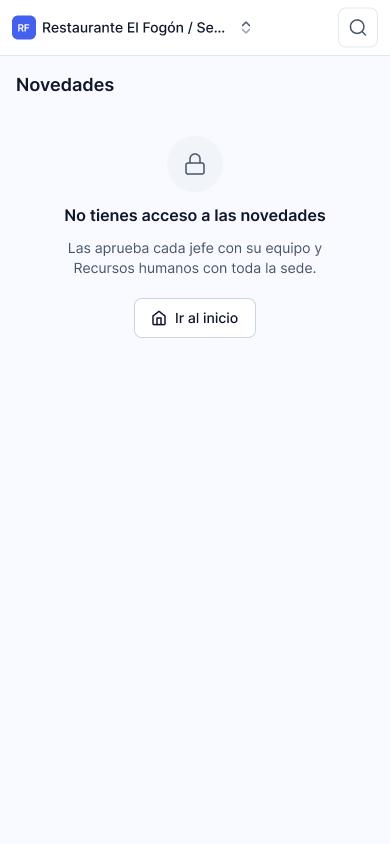 RF Restaurante El Fogón / Se...
Novedades
No tienes acceso a las novedades
Las aprueba cada jefe con su equipo y
Recursos humanos con toda la sede.
Ir al inicio